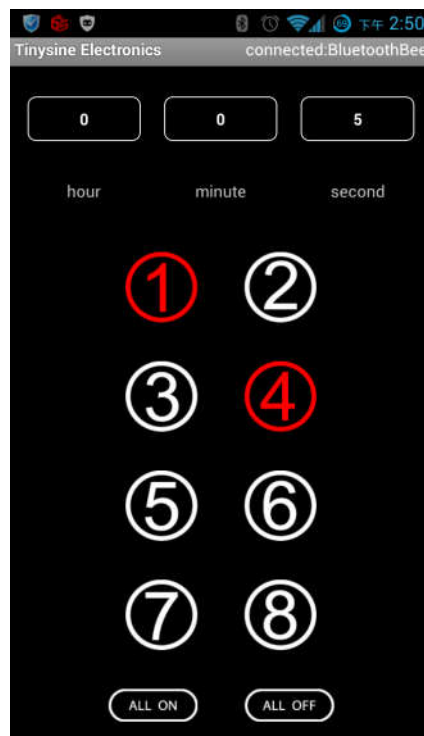 69 下午 2:50
Tinysine Electronics connected:BluetoothBee
0 0 5
hour minute second
1 2
3 4
5 6
7 8
ALL ON ALL OFF